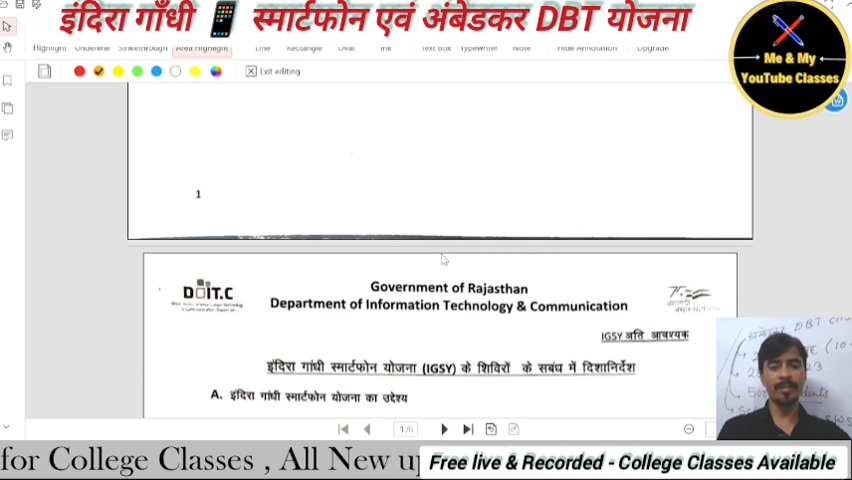 इंदिरा गाँधी 📱 स्मार्टफोन एवं अंबेडकर DBT योजना
Highlight Underline Strikethrough Area Highlight Line Rectangle Oval Ink Text box Typewriter Note Hide Annotation Upgrade
Exit editing
Me & My
YouTube Classes
1
DOIT.C
Government of Rajasthan
Department of Information Technology & Communication
IGSY अति आवश्यक
इंदिरा गांधी स्मार्टफोन योजना (IGSY) के शिविरों के सबंध में दिशानिर्देश
A. इंदिरा गांधी स्मार्टफोन योजना का उद्देश्य
DBT
1/6
for College Classes , All New up
Free live & Recorded - College Classes Available